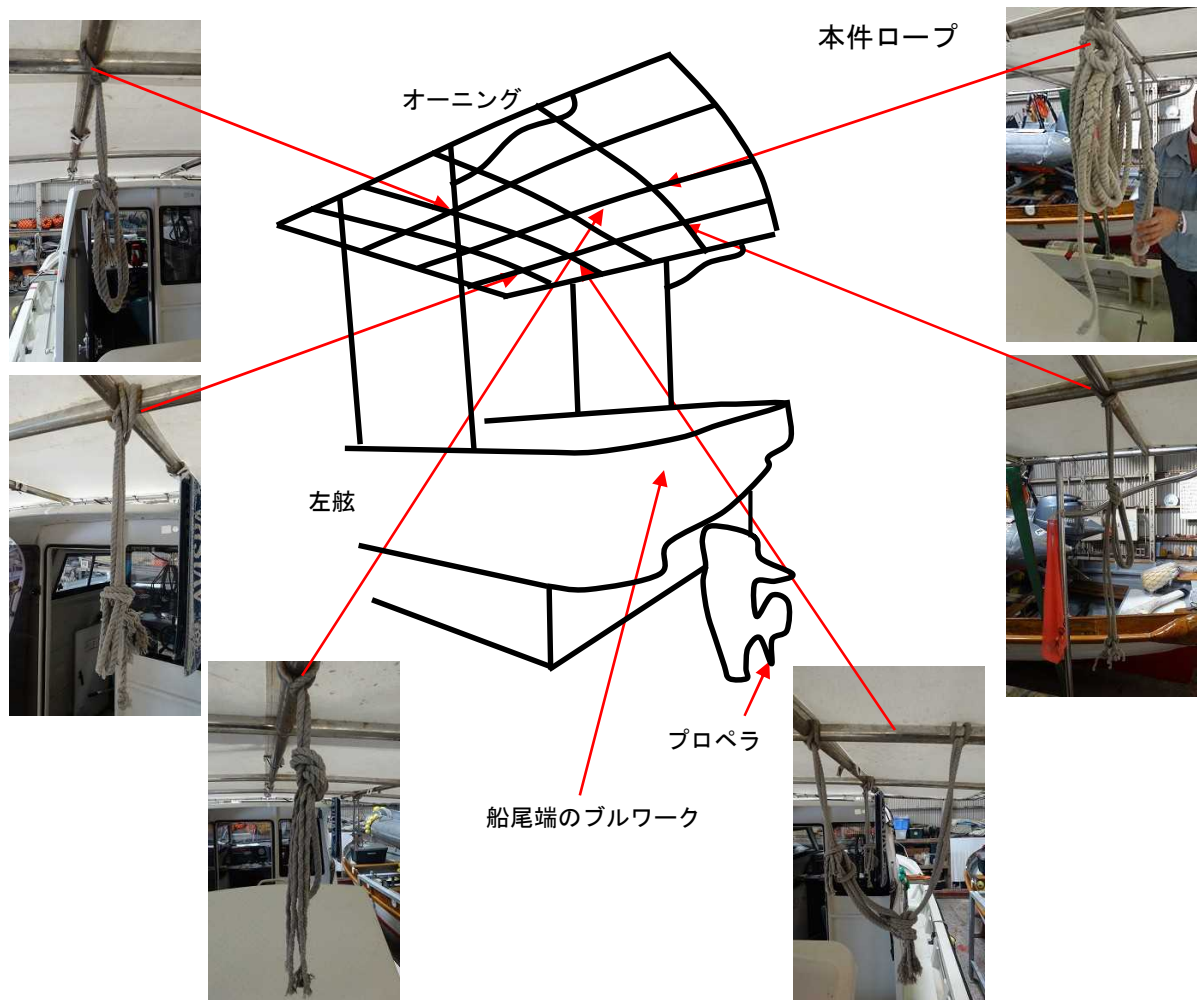 本件ロープ
オーニング
左舷
プロペラ
船尾端のブルワーク